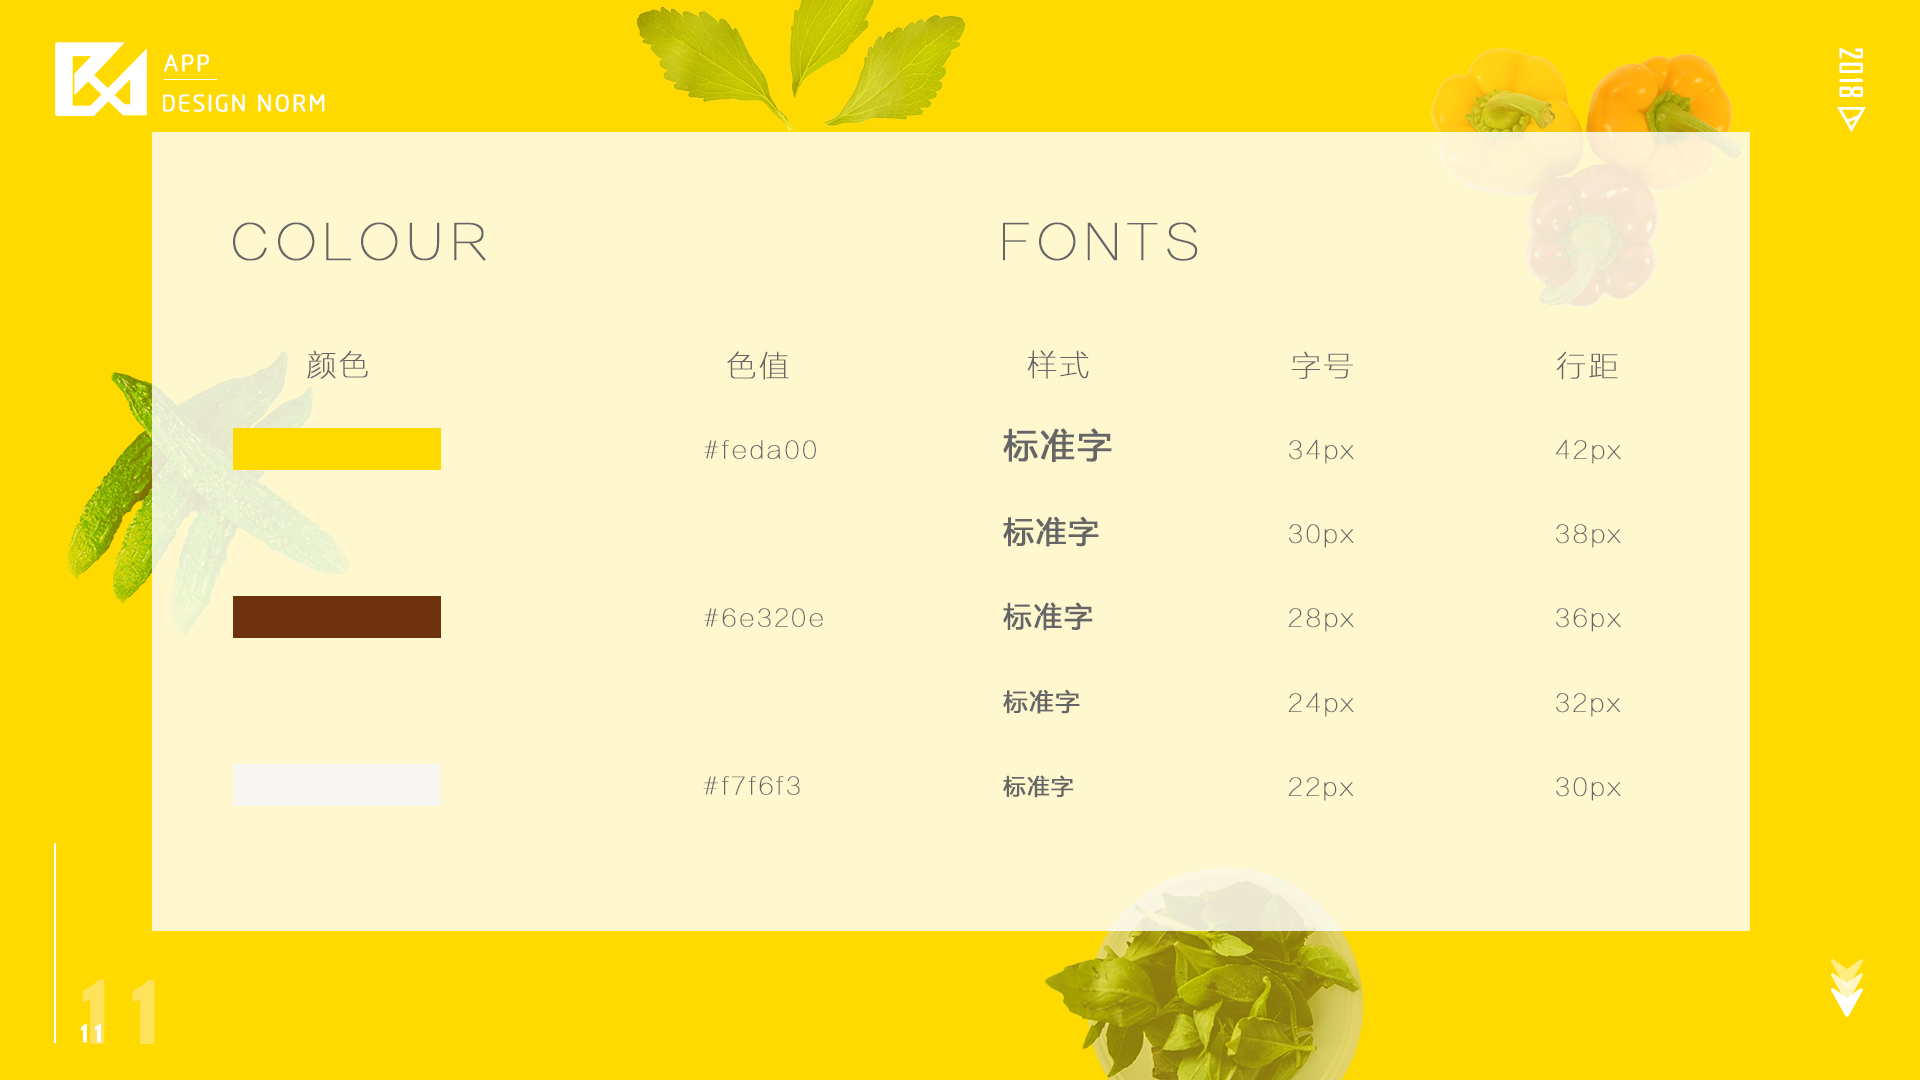 APP
DESIGN NORM
2018
COLOUR
FONTS
颜色 色值 样式 字号 行距
#feda00 标准字 34px 42px
标准字 30px 38px
#6e320e 标准字 28px 36px
标准字 24px 32px
#f7f6f3 标准字 22px 30px
11
11